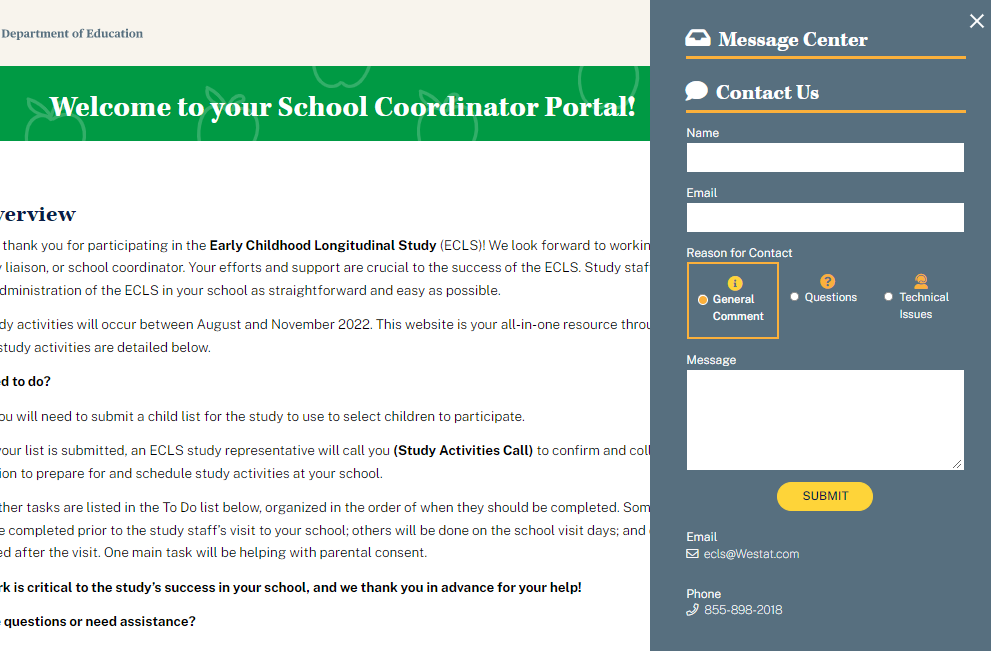 Department of Education
Welcome to your School Coordinator Portal!
verview
thank you for participating in the Early Childhood Longitudinal Study (ECLS)! We look forward to workin
liaison, or school coordinator. Your efforts and support are crucial to the success of the ECLS. Study staf
dministration of the ECLS in your school as straightforward and easy as possible.
dy activities will occur between August and November 2022. This website is your all-in-one resource throu
study activities are detailed below.
d to do?
ou will need to submit a child list for the study to use to select children to participate.
your list is submitted, an ECLS study representative will call you (Study Activities Call) to confirm and coll
ion to prepare for and schedule study activities at your school.
ther tasks are listed in the To Do list below, organized in the order of when they should be completed. Som
e completed prior to the study staff's visit to your school; others will be done on the school visit days; and
ed after the visit. One main task will be helping with parental consent.
rk is critical to the study's success in your school, and we thank you in advance for your help!
questions or need assistance?
Message Center
Contact Us
Name
Email
Reason for Contact
General
Comment
Questions
Technical
Issues
Message
SUBMIT
Email
ecls@Westat.com
Phone
855-898-2018